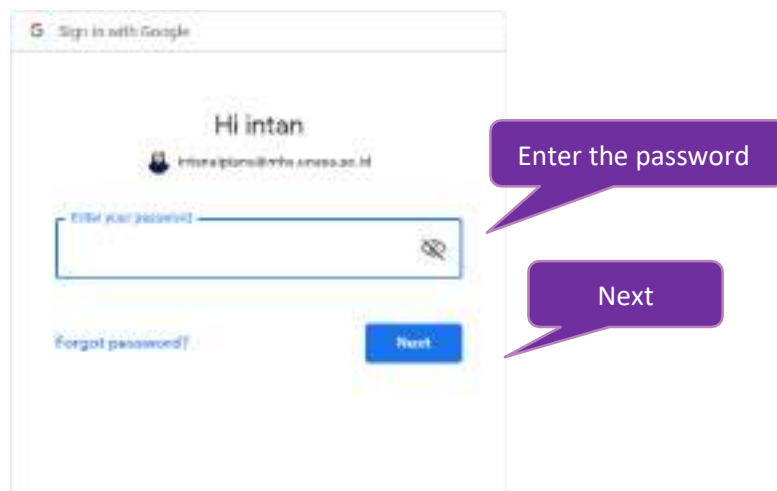 G Sign in with Google
Hi intan
Enter the password
Enter your password
Next
Forgot password?
Next